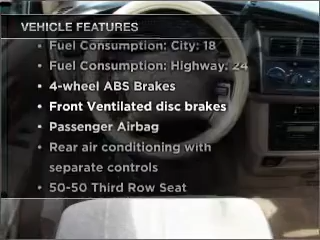 VEHICLE FEATURES
• Fuel Consumption: City: 18
• Fuel Consumption: Highway: 24
• 4-wheel ABS Brakes
• Front Ventilated disc brakes
• Passenger Airbag
• Rear air conditioning with
separate controls
• 50-50 Third Row Seat